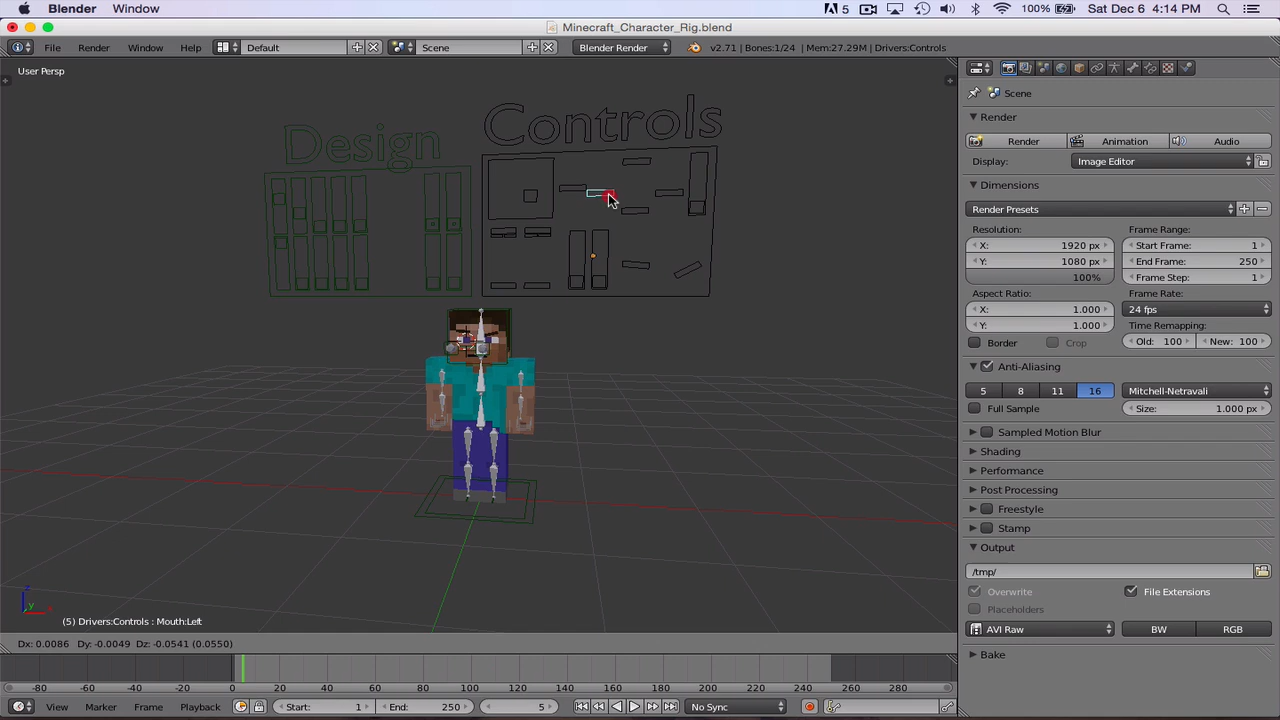 Blender Window
5 100% Sat Dec 6 4:14 PM
Minecraft_Character_Rig.blend
File Render Window Help Default Scene Blender Render v2.71 | Bones:1/24 | Mem:27.29M | Drivers:Controls
User Persp
Scene
Design
Controls
Render
Render Animation Audio
Display: Image Editor
Dimensions
Render Presets
Resolution: Frame Range:
X: 1920 px Start Frame: 1
Y: 1080 px End Frame: 250
100% Frame Step: 1
Aspect Ratio: Frame Rate:
X: 1.000 24 fps
Y: 1.000 Time Remapping:
Border Crop Old: 100 New: 100
Anti-Aliasing
5 8 11 16 Mitchell-Netravali
Full Sample Size: 1.000 px
Sampled Motion Blur
Shading
Performance
Post Processing
Freestyle
Stamp
Output
/tmp/
Overwrite File Extensions
Placeholders
AVI Raw BW RGB
Bake
z
y
x
(5) Drivers:Controls : Mouth:Left
Dx: 0.0086 Dy: -0.0049 Dz: -0.0541 (0.0550)
-80 -60 -40 -20 0 20 40 60 80 100 120 140 160 180 200 220 240 260 280
View Marker Frame Playback Start: 1 End: 250 5 No Sync